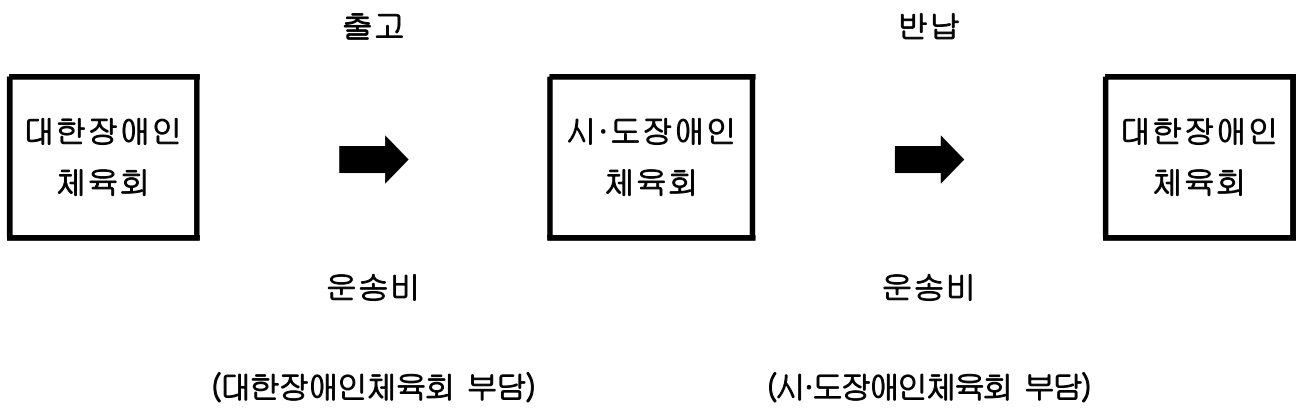 출고 반납
대한장애인 시·도장애인 대한장애인
체육회 체육회 체육회
운송비 운송비
(대한장애인체육회 부담) (시·도장애인체육회 부담)